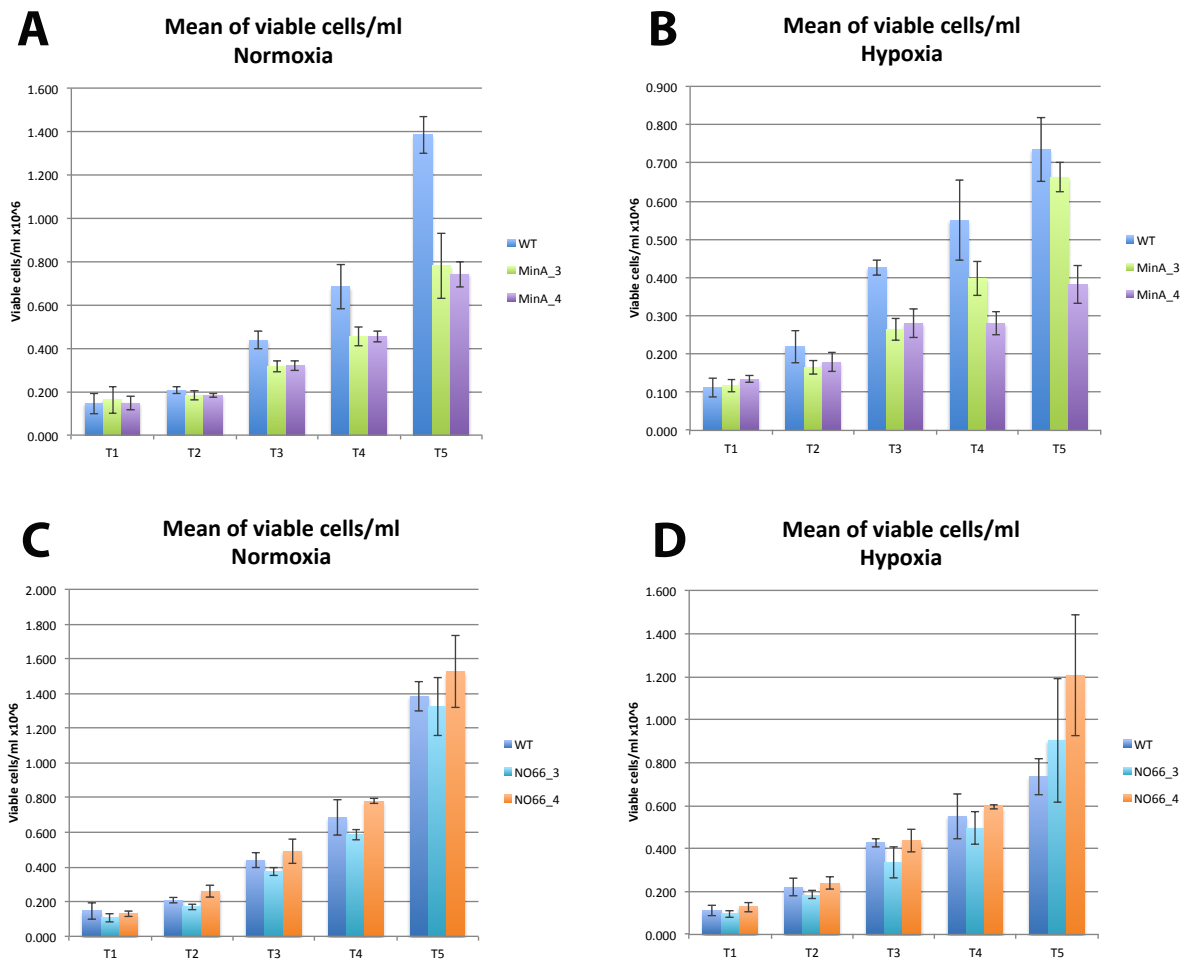 A
Mean of viable cells/ml
Normoxia
Viable cells/ml x10^6
1.600
1.400
1.200
1.000
0.800
0.600
0.400
0.200
0.000
T1 T2 T3 T4 T5
WT
MinA_3
MinA_4
B
Mean of viable cells/ml
Hypoxia
Viable cells/ml x10^6
0.900
0.800
0.700
0.600
0.500
0.400
0.300
0.200
0.100
0.000
T1 T2 T3 T4 T5
WT
MinA_3
MinA_4
C
Mean of viable cells/ml
Normoxia
Viable cells/ml x10^6
2.000
1.800
1.600
1.400
1.200
1.000
0.800
0.600
0.400
0.200
0.000
T1 T2 T3 T4 T5
WT
NO66_3
NO66_4
D
Mean of viable cells/ml
Hypoxia
Viable cells/ml x10^6
1.600
1.400
1.200
1.000
0.800
0.600
0.400
0.200
0.000
T1 T2 T3 T4 T5
WT
NO66_3
NO66_4